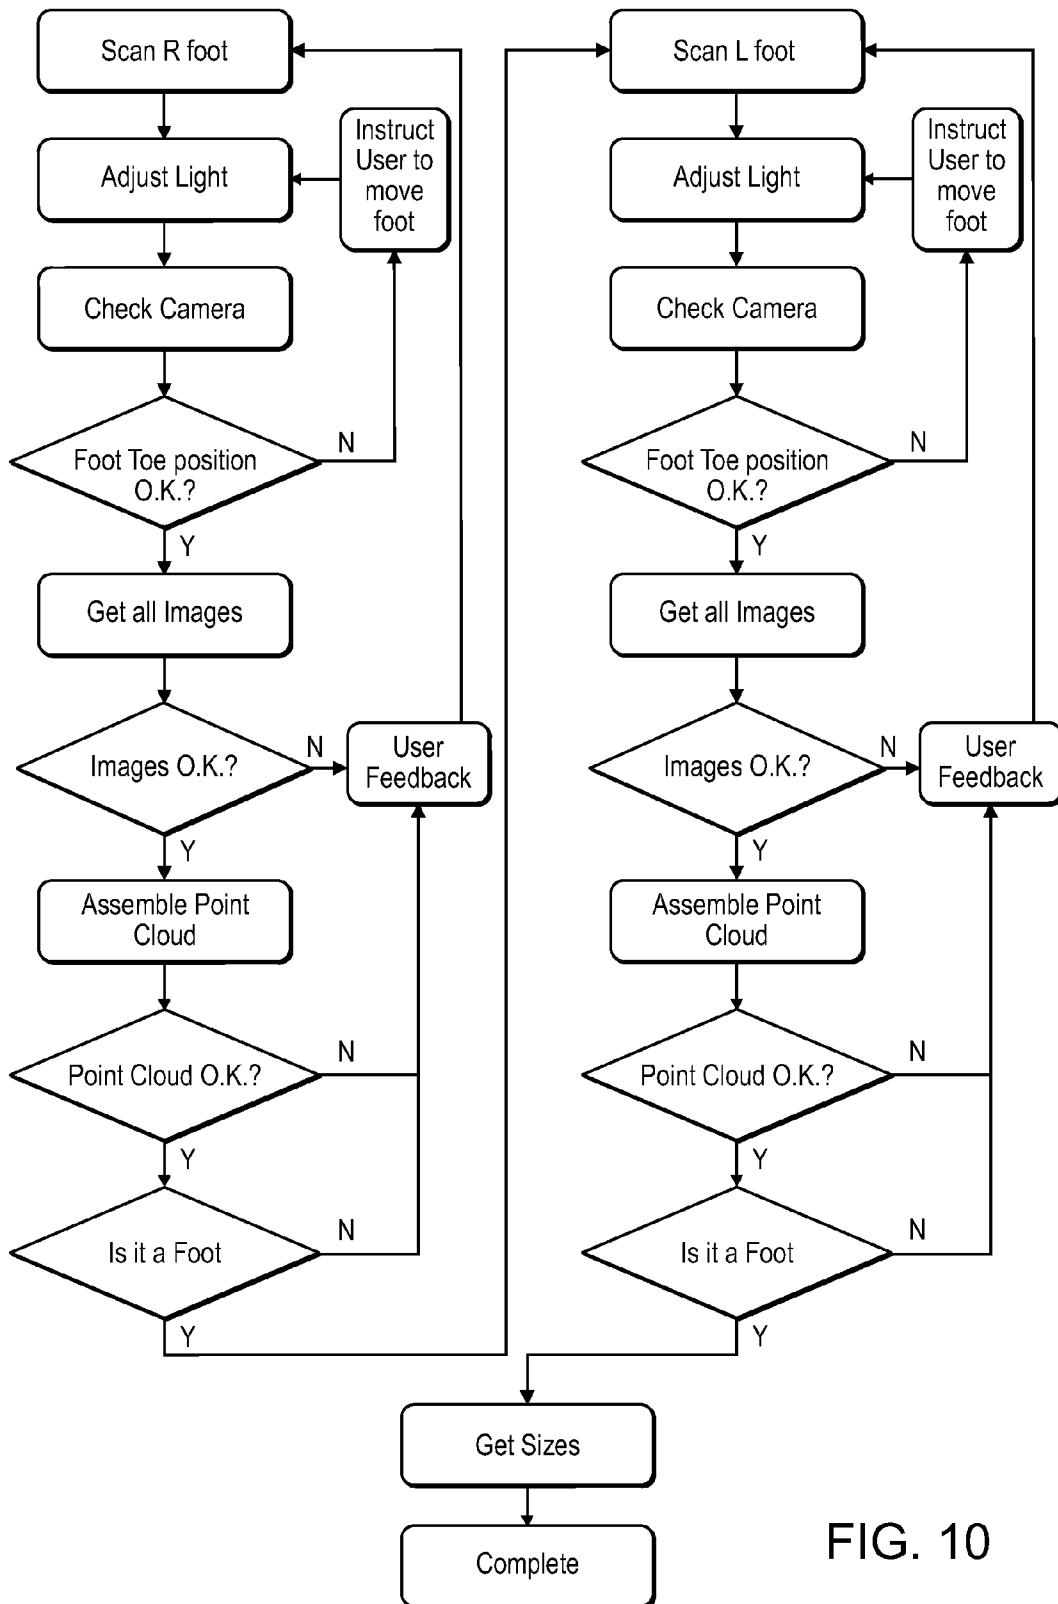 Scan R foot
Adjust Light
Instruct
User to
move
foot
Check Camera
Foot Toe position
O.K.?
N
Y
Get all Images
Images O.K.?
N
User
Feedback
Y
Assemble Point
Cloud
Point Cloud O.K.?
N
Y
Is it a Foot
N
Y
Scan L foot
Adjust Light
Instruct
User to
move
foot
Check Camera
Foot Toe position
O.K.?
N
Y
Get all Images
Images O.K.?
N
User
Feedback
Y
Assemble Point
Cloud
Point Cloud O.K.?
N
Y
Is it a Foot
N
Y
Get Sizes
Complete
FIG. 10